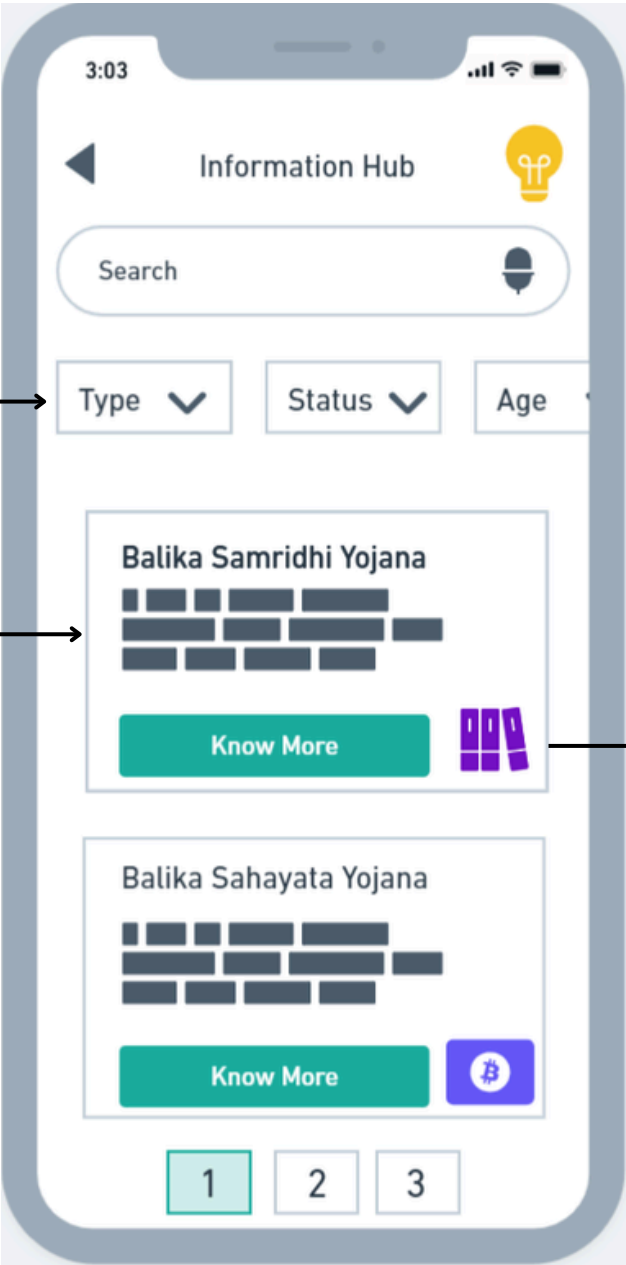 3:03
Information Hub
Search
Type
Status
Age
Balika Samridhi Yojana
Know More
Balika Sahayata Yojana
Know More
1 2 3